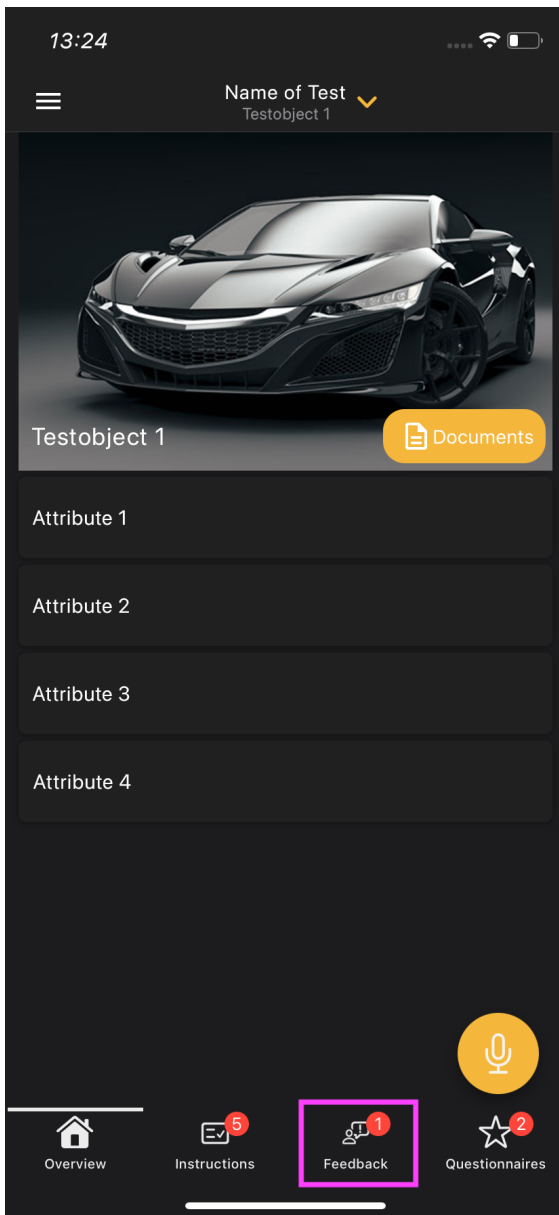 13:24
Name of Test
Testobject 1
Testobject 1
Documents
Attribute 1
Attribute 2
Attribute 3
Attribute 4
5
1
2
Overview
Instructions
Feedback
Questionnaires